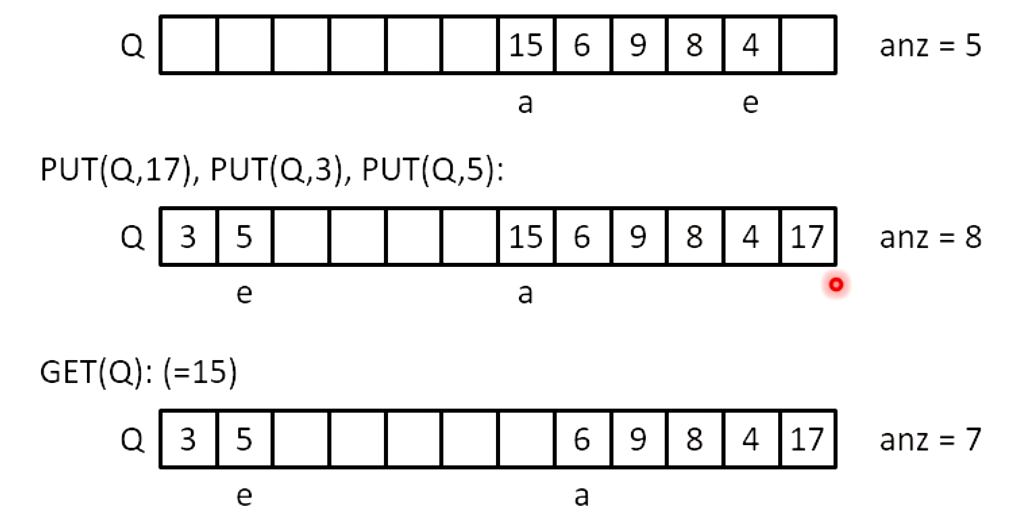 Q 15 6 9 8 4 anz = 5
a e
PUT(Q,17), PUT(Q,3), PUT(Q,5):
Q 3 5 15 6 9 8 4 17 anz = 8
e a
GET(Q): (=15)
Q 3 5 6 9 8 4 17 anz = 7
e a